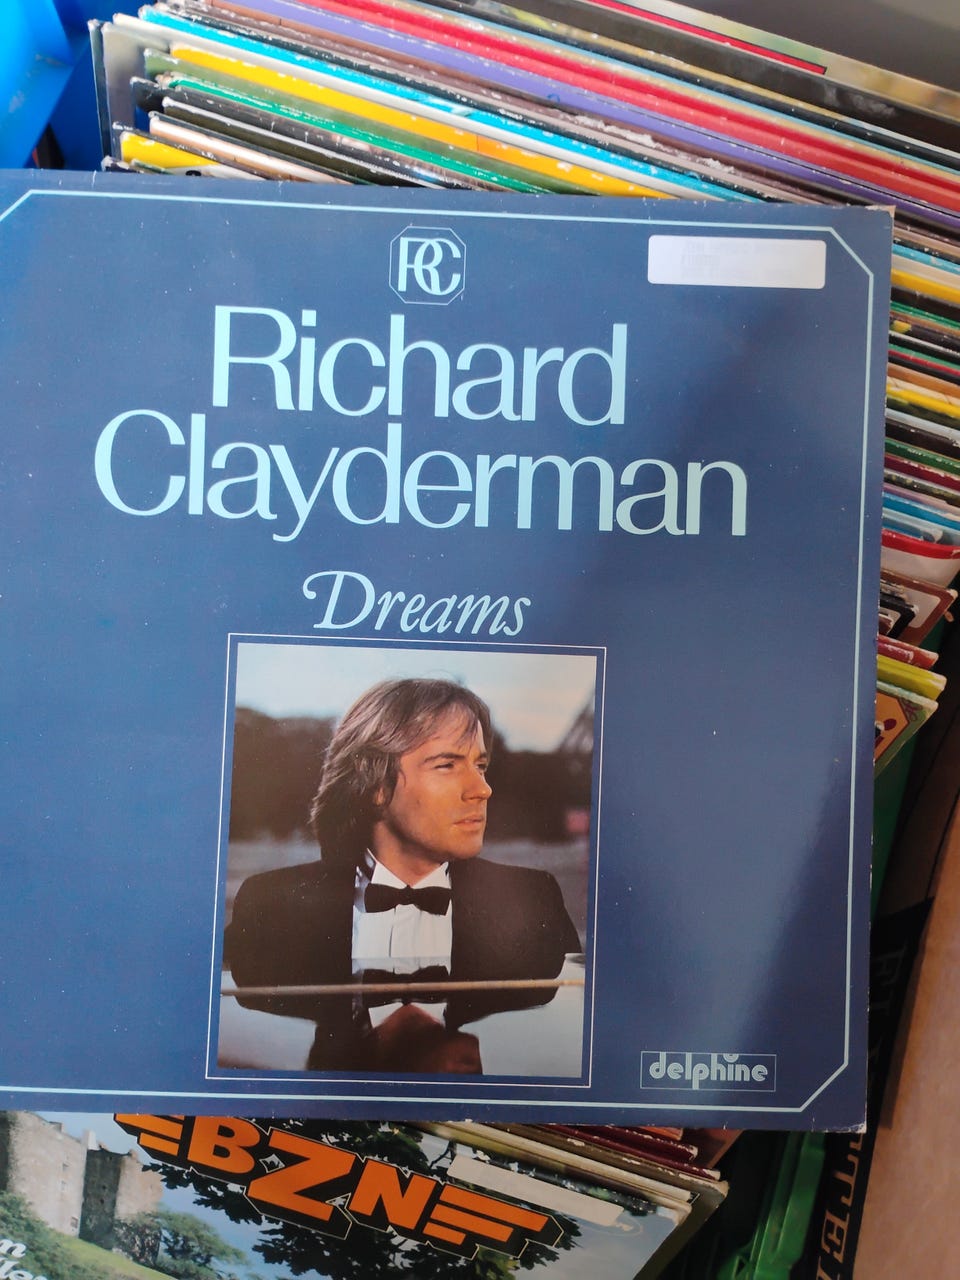 RC
Richard
Clayderman
Dreams
delphine
BZN